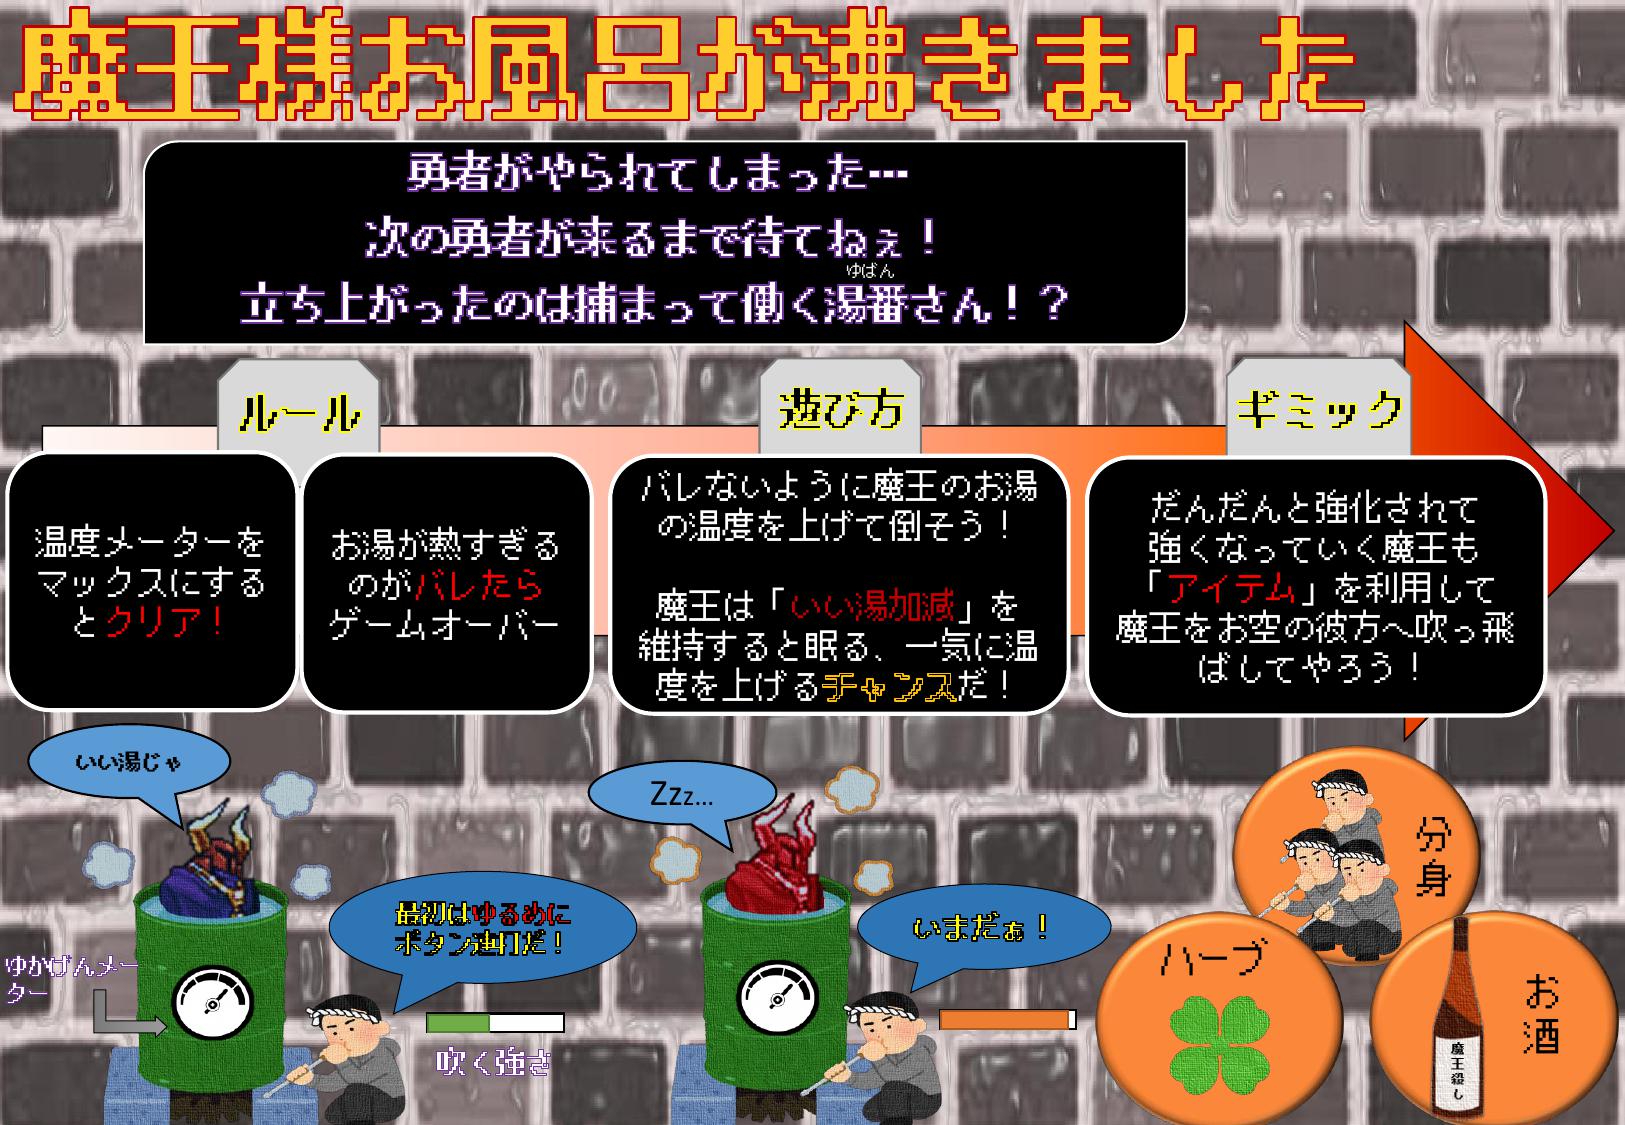 魔王様お風呂が沸きました
勇者がやられてしまった…
次の勇者が来るまで待てねぇ！
ゆばん
立ち上がったのは捕まって働く湯番さん！？
ルール
温度メーターを
マックスにする
とクリア！
お湯が熱すぎる
のがバレたら
ゲームオーバー
遊び方
バレないように魔王のお湯
の温度を上げて倒そう！
魔王は「いい湯加減」を
維持すると眠る、一気に温
度を上げるチャンスだ！
ギミック
だんだんと強化されて
強くなっていく魔王も
「アイテム」を利用して
魔王をお空の彼方へ吹っ飛
ばしてやろう！
いい湯じゃ
ゆかげんメー
ター
最初はゆるめに
ボタン連打だ！
吹く強さ
Zzz...
いまだぁ！
分身
ハーブ
お酒
魔王殺し